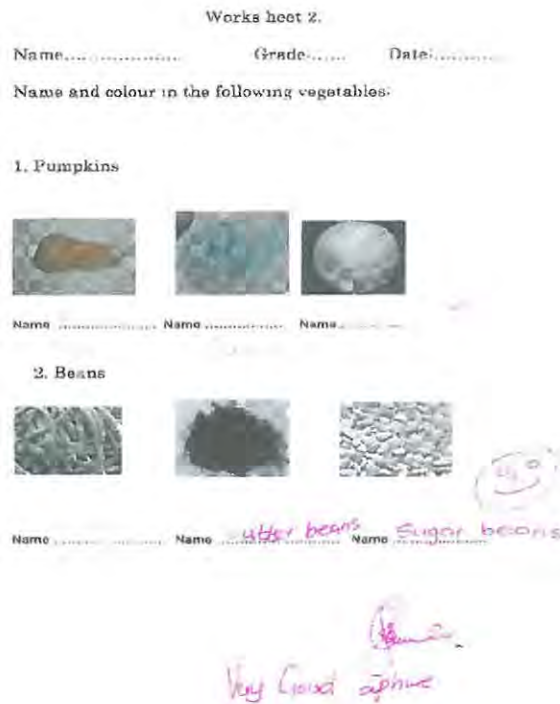 Works heet 2.
Name.................. Grade....... Date:..........
Name and colour in the following vegetables:
1. Pumpkins
Name .................. Name ............... Name...............
2. Beans
Name .................. Name beans Name Sugar beans
Very Good